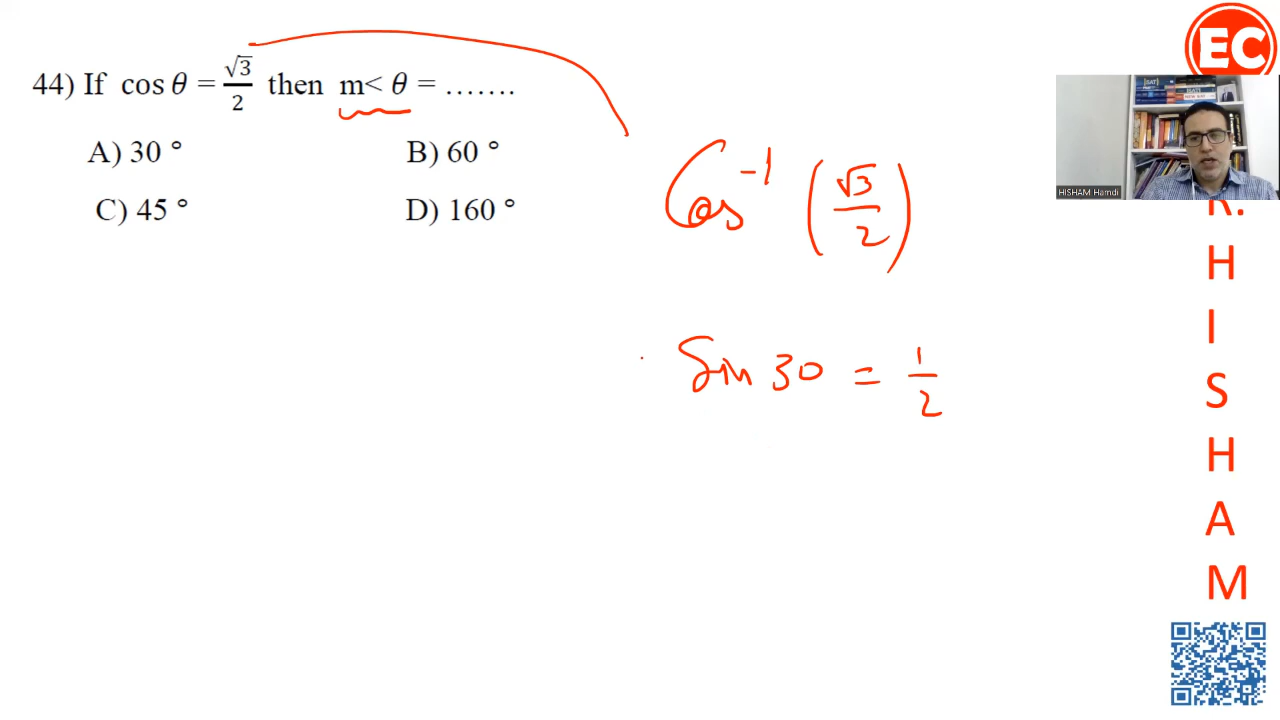 EC
44) If cos θ = √3/2 then m< θ = …….
A) 30 °
B) 60 °
C) 45 °
D) 160 °
Cos⁻¹ (√3/2)
Sin 30 = 1/2
HISHAM Hamdi
R.
H
I
S
H
A
M